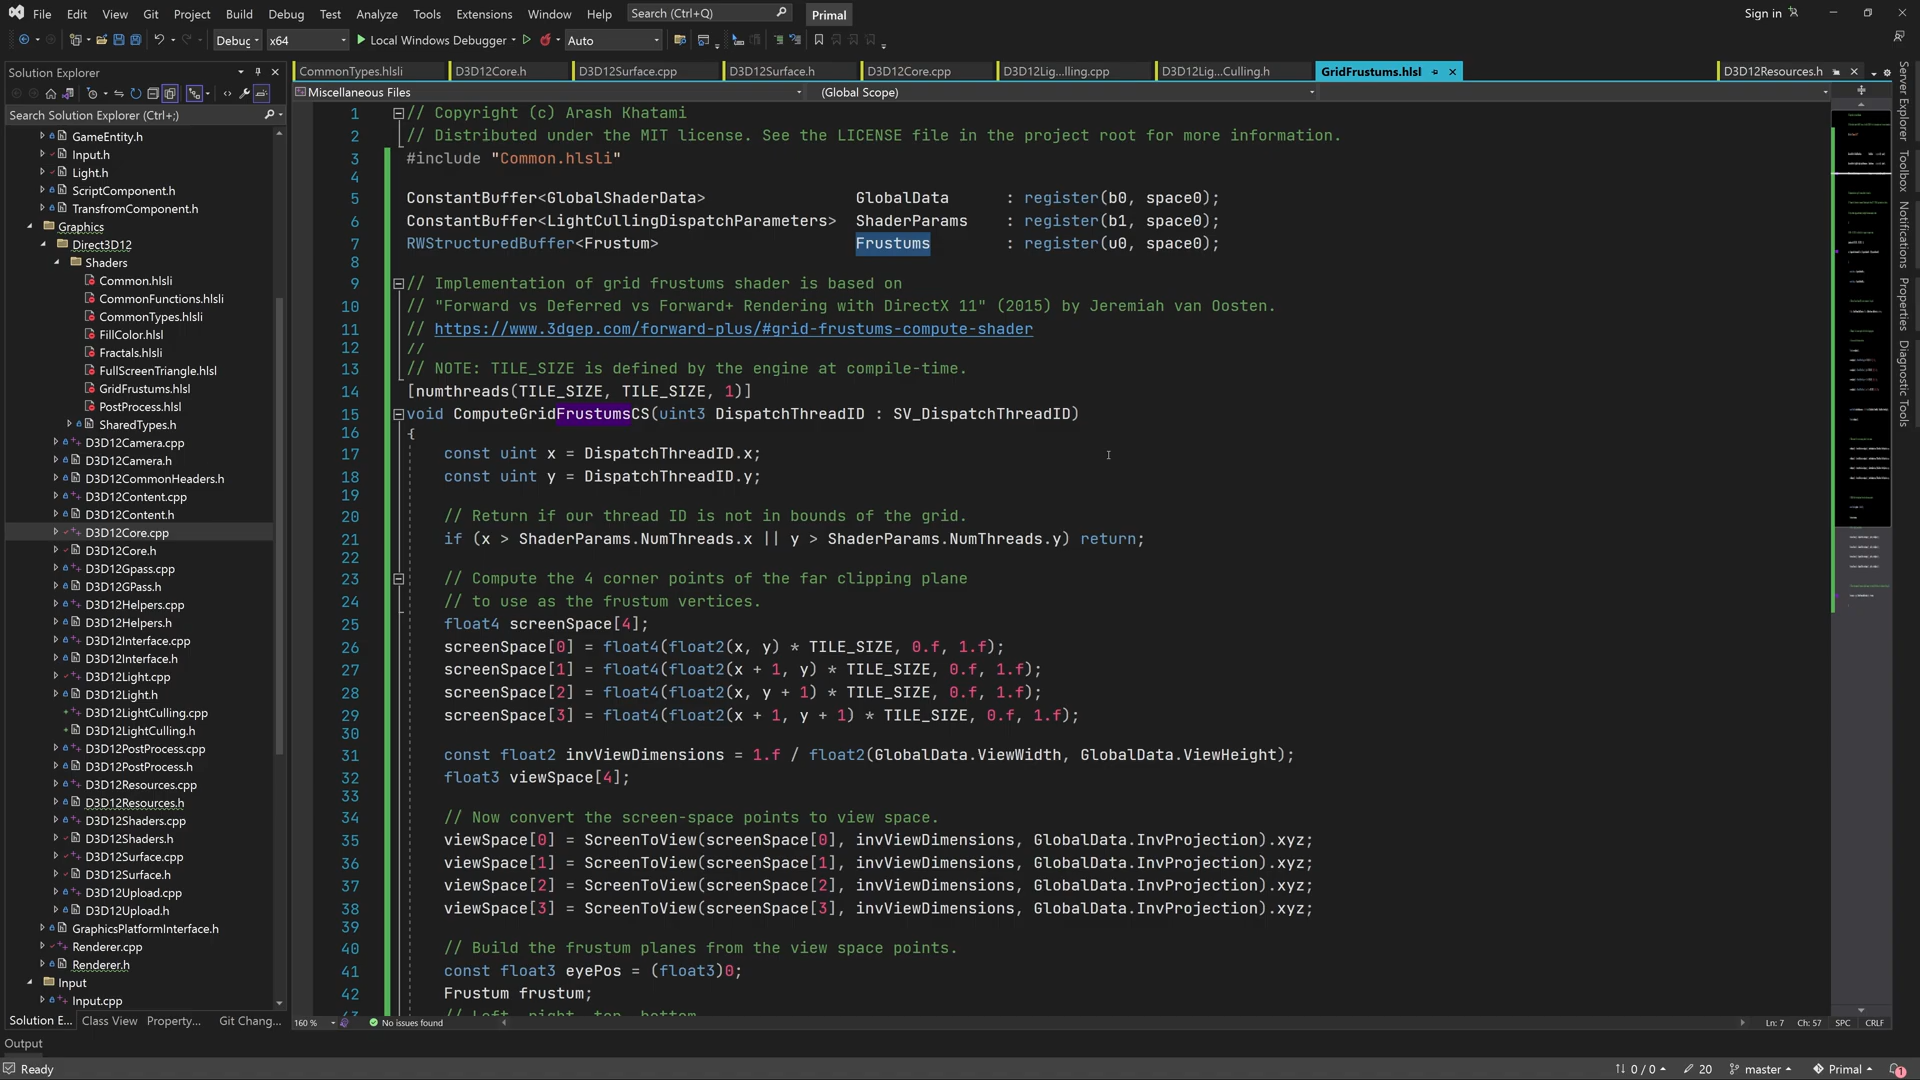 File Edit View Git Project Build Debug Test Analyze Tools Extensions Window Help Search (Ctrl+Q) Primal Sign in
Debug x64 Local Windows Debugger Auto
Solution Explorer
Search Solution Explorer (Ctrl+;)
GameEntity.h
Input.h
Light.h
ScriptComponent.h
TransfromComponent.h
Graphics
Direct3D12
Shaders
Common.hlsli
CommonFunctions.hlsli
CommonTypes.hlsli
FillColor.hlsl
Fractals.hlsli
FullScreenTriangle.hlsl
GridFrustums.hlsl
PostProcess.hlsl
SharedTypes.h
D3D12Camera.cpp
D3D12Camera.h
D3D12CommonHeaders.h
D3D12Content.cpp
D3D12Content.h
D3D12Core.cpp
D3D12Core.h
D3D12Gpass.cpp
D3D12GPass.h
D3D12Helpers.cpp
D3D12Helpers.h
D3D12Interface.cpp
D3D12Interface.h
D3D12Light.cpp
D3D12Light.h
D3D12LightCulling.cpp
D3D12LightCulling.h
D3D12PostProcess.cpp
D3D12PostProcess.h
D3D12Resources.cpp
D3D12Resources.h
D3D12Shaders.cpp
D3D12Shaders.h
D3D12Surface.cpp
D3D12Surface.h
D3D12Upload.cpp
D3D12Upload.h
GraphicsPlatformInterface.h
Renderer.cpp
Renderer.h
Input
Input.cpp
Solution E... Class View Property... Git Chang...
CommonTypes.hlsli D3D12Core.h D3D12Surface.cpp D3D12Surface.h D3D12Core.cpp D3D12Lig...lling.cpp D3D12Lig...Culling.h GridFrustums.hlsl D3D12Resources.h
Miscellaneous Files (Global Scope)
1 // Copyright (c) Arash Khatami
2 // Distributed under the MIT license. See the LICENSE file in the project root for more information.
3 #include "Common.hlsli"
4
5 ConstantBuffer<GlobalShaderData> GlobalData : register(b0, space0);
6 ConstantBuffer<LightCullingDispatchParameters> ShaderParams : register(b1, space0);
7 RWStructuredBuffer<Frustum> Frustums : register(u0, space0);
8
9 // Implementation of grid frustums shader is based on
10 // "Forward vs Deferred vs Forward+ Rendering with DirectX 11" (2015) by Jeremiah van Oosten.
11 // https://www.3dgep.com/forward-plus/#grid-frustums-compute-shader
12 //
13 // NOTE: TILE_SIZE is defined by the engine at compile-time.
14 [numthreads(TILE_SIZE, TILE_SIZE, 1)]
15 void ComputeGridFrustumsCS(uint3 DispatchThreadID : SV_DispatchThreadID)
16 {
17 const uint x = DispatchThreadID.x;
18 const uint y = DispatchThreadID.y;
19
20 // Return if our thread ID is not in bounds of the grid.
21 if (x > ShaderParams.NumThreads.x || y > ShaderParams.NumThreads.y) return;
22
23 // Compute the 4 corner points of the far clipping plane
24 // to use as the frustum vertices.
25 float4 screenSpace[4];
26 screenSpace[0] = float4(float2(x, y) * TILE_SIZE, 0.f, 1.f);
27 screenSpace[1] = float4(float2(x + 1, y) * TILE_SIZE, 0.f, 1.f);
28 screenSpace[2] = float4(float2(x, y + 1) * TILE_SIZE, 0.f, 1.f);
29 screenSpace[3] = float4(float2(x + 1, y + 1) * TILE_SIZE, 0.f, 1.f);
30
31 const float2 invViewDimensions = 1.f / float2(GlobalData.ViewWidth, GlobalData.ViewHeight);
32 float3 viewSpace[4];
33
34 // Now convert the screen-space points to view space.
35 viewSpace[0] = ScreenToView(screenSpace[0], invViewDimensions, GlobalData.InvProjection).xyz;
36 viewSpace[1] = ScreenToView(screenSpace[1], invViewDimensions, GlobalData.InvProjection).xyz;
37 viewSpace[2] = ScreenToView(screenSpace[2], invViewDimensions, GlobalData.InvProjection).xyz;
38 viewSpace[3] = ScreenToView(screenSpace[3], invViewDimensions, GlobalData.InvProjection).xyz;
39
40 // Build the frustum planes from the view space points.
41 const float3 eyePos = (float3)0;
42 Frustum frustum;
43 // Left, right, top, bottom
160 % No issues found Ln: 7 Ch: 57 SPC CRLF
Server Explorer
Toolbox
Notifications
Properties
Diagnostic Tools
Output
Ready 0 / 0 20 master Primal 1